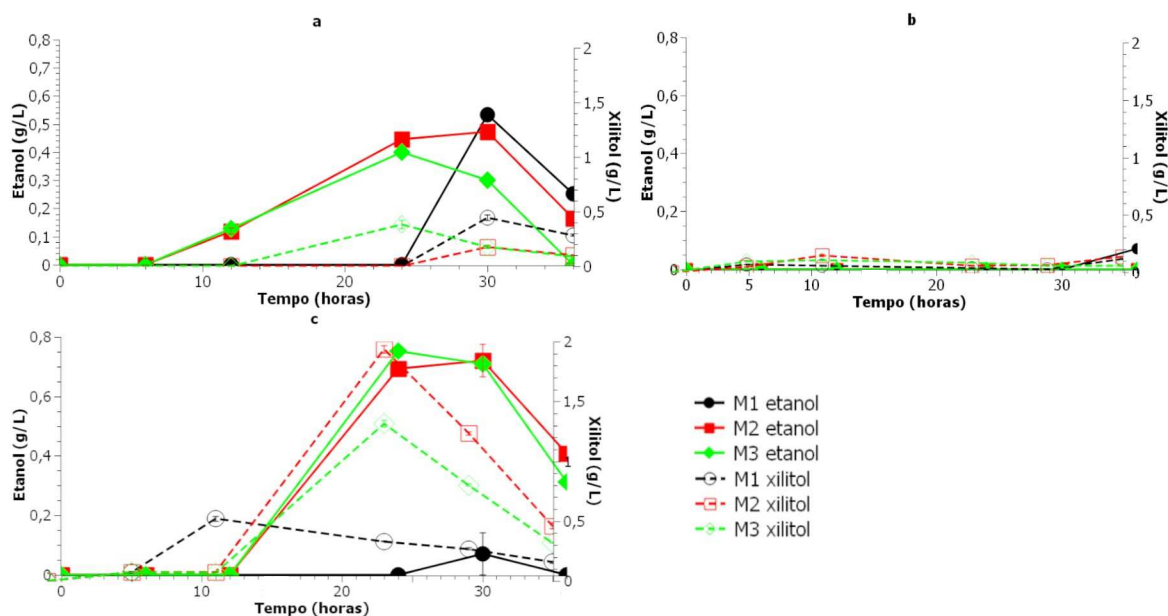 a
Etanol (g/L)
0,8
0,7
0,6
0,5
0,4
0,3
0,2
0,1
0
0
10
20
30
Tempo (horas)
2
1,5
1
0,5
0
Xilitol (g/L)
b
Etanol (g/L)
0,8
0,6
0,4
0,2
0
0
5
10
20
30
Tempo (horas)
2
1,5
1
0,5
0
Xilitol (g/L)
c
Etanol (g/L)
0,8
0,6
0,4
0,2
0
0
10
20
30
Tempo (horas)
2
1,5
1
0,5
0
Xilitol (g/L)
M1 etanol
M2 etanol
M3 etanol
M1 xilitol
M2 xilitol
M3 xilitol